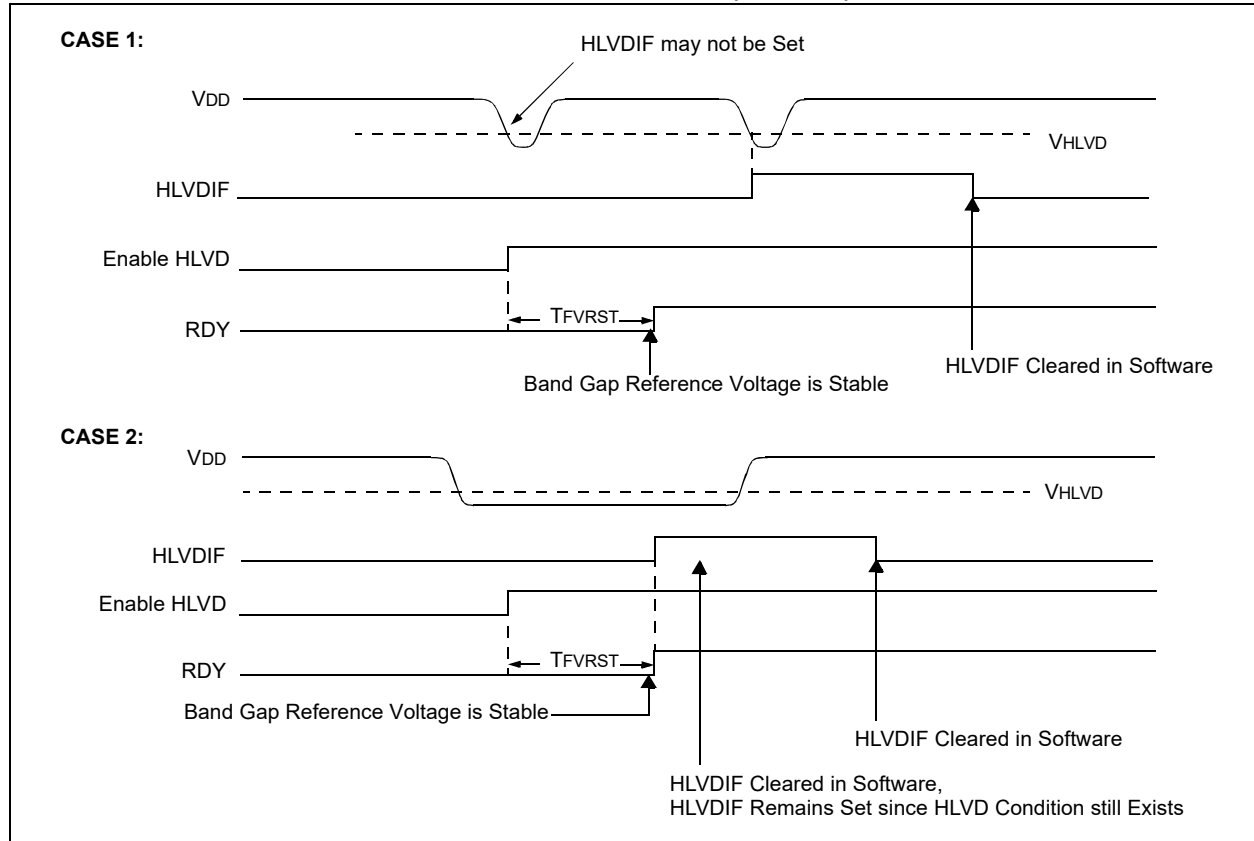 CASE 1:
HLVDIF may not be Set
VDD
VHLVD
HLVDIF
Enable HLVD
TFVRST
RDY
HLVDIF Cleared in Software
Band Gap Reference Voltage is Stable
CASE 2:
VDD
VHLVD
HLVDIF
Enable HLVD
TFVRST
RDY
Band Gap Reference Voltage is Stable
HLVDIF Cleared in Software
HLVDIF Cleared in Software,
HLVDIF Remains Set since HLVD Condition still Exists